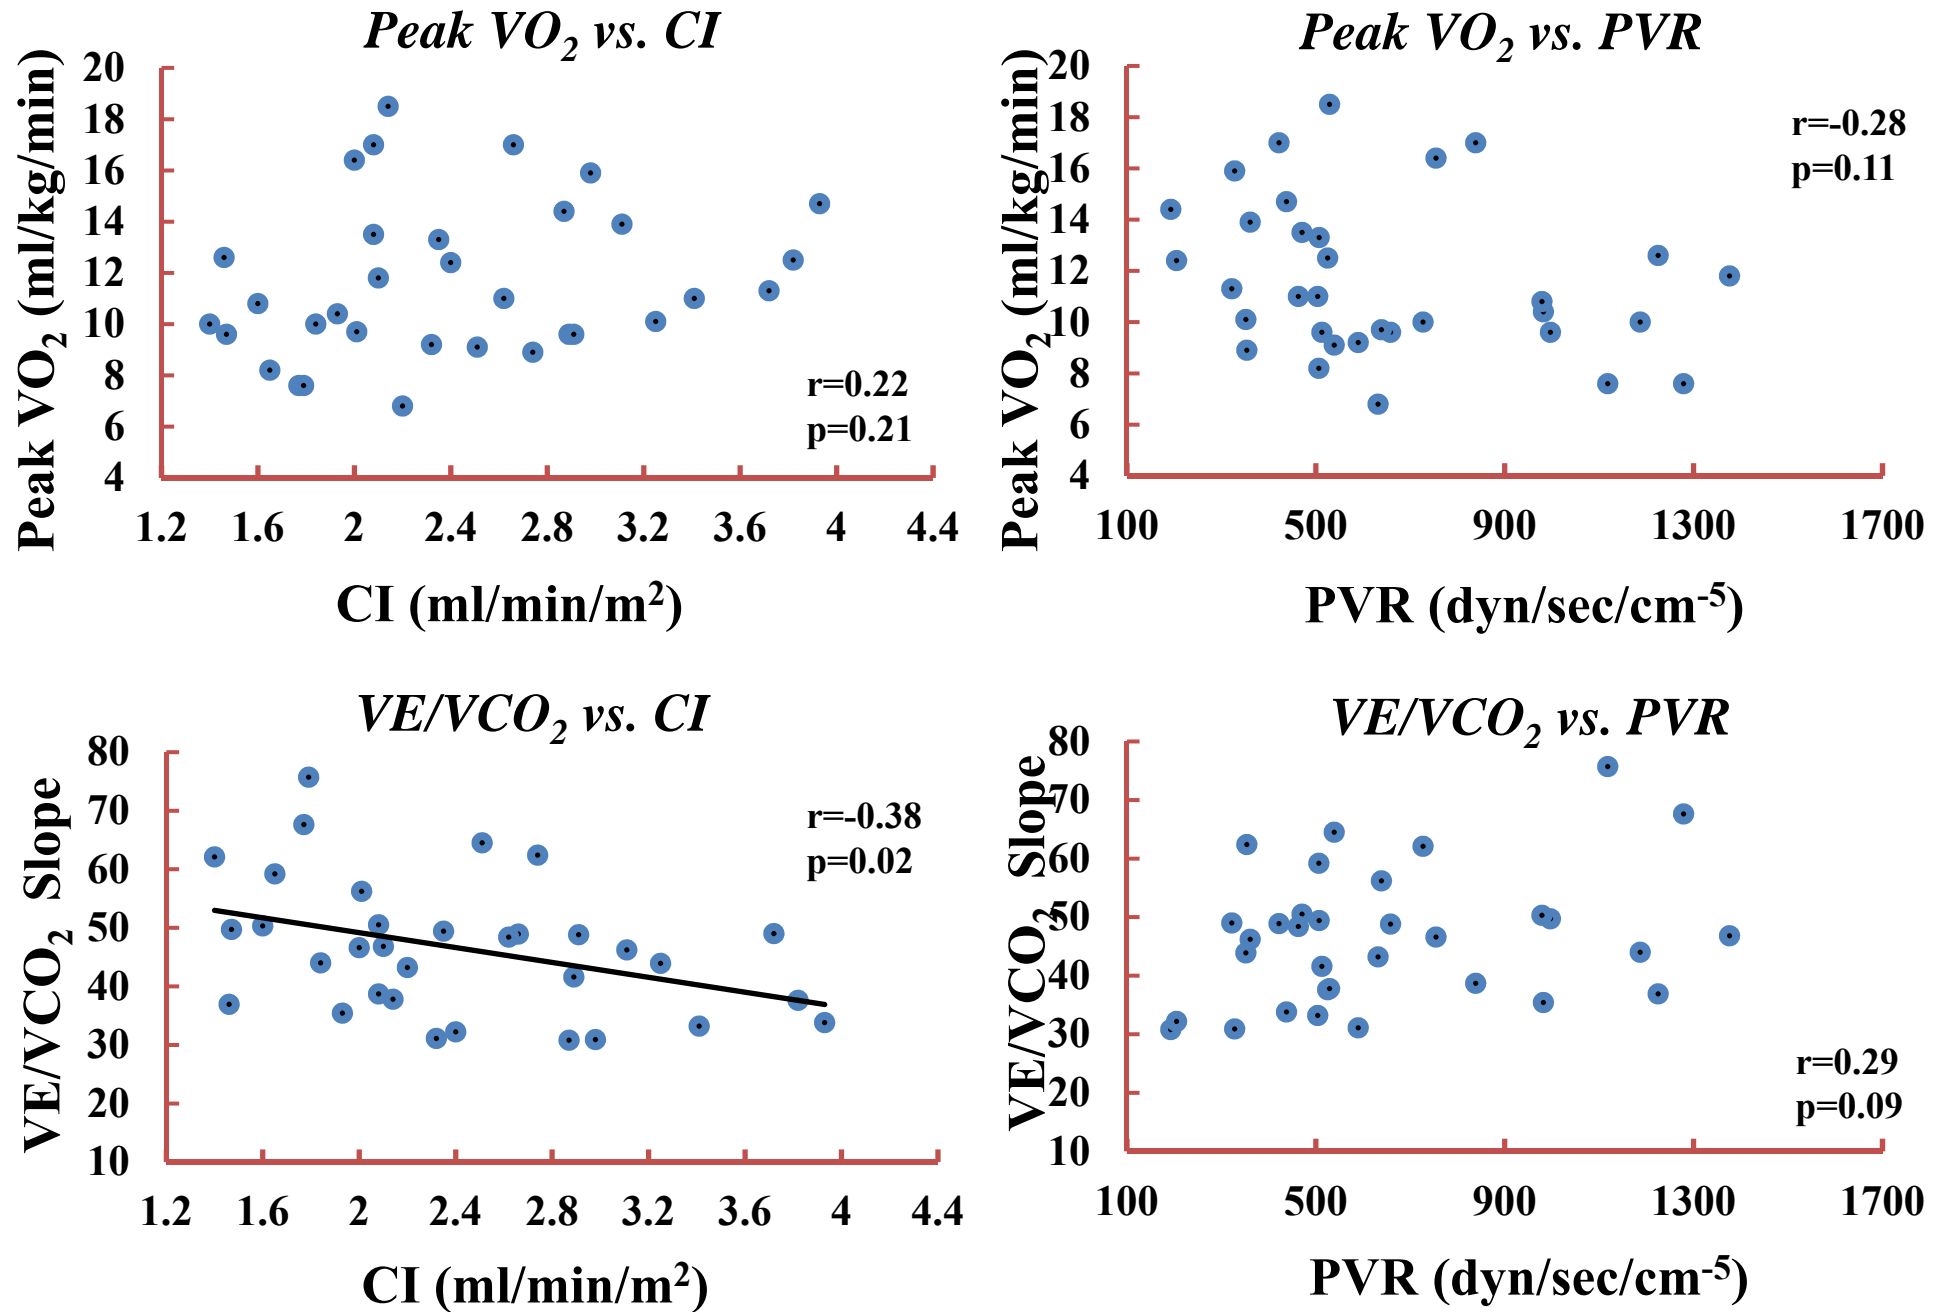 Peak VO2 vs. CI
Peak VO2 (ml/kg/min)
20
18
16
14
12
10
8
6
4
r=0.22
p=0.21
1.2 1.6 2 2.4 2.8 3.2 3.6 4 4.4
CI (ml/min/m²)
Peak VO2 vs. PVR
Peak VO2 (ml/kg/min)
20
18
16
14
12
10
8
6
4
r=-0.28
p=0.11
100 500 900 1300 1700
PVR (dyn/sec/cm⁻⁵)
VE/VCO2 vs. CI
VE/VCO2 Slope
80
70
60
50
40
30
20
10
r=-0.38
p=0.02
1.2 1.6 2 2.4 2.8 3.2 3.6 4 4.4
CI (ml/min/m²)
VE/VCO2 vs. PVR
VE/VCO2 Slope
80
70
60
50
40
30
20
10
r=0.29
p=0.09
100 500 900 1300 1700
PVR (dyn/sec/cm⁻⁵)